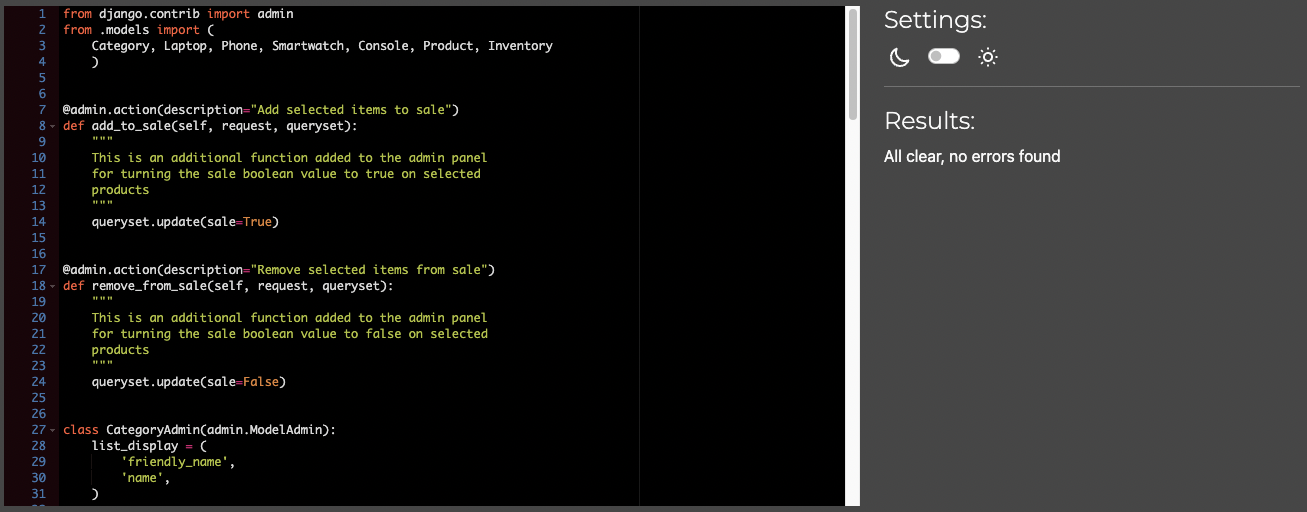 1 from django.contrib import admin
2 from .models import (
3     Category, Laptop, Phone, Smartwatch, Console, Product, Inventory
4     )
5
6
7 @admin.action(description="Add selected items to sale")
8 def add_to_sale(self, request, queryset):
9     """
10     This is an additional function added to the admin panel
11     for turning the sale boolean value to true on selected
12     products
13     """
14     queryset.update(sale=True)
15
16
17 @admin.action(description="Remove selected items from sale")
18 def remove_from_sale(self, request, queryset):
19     """
20     This is an additional function added to the admin panel
21     for turning the sale boolean value to false on selected
22     products
23     """
24     queryset.update(sale=False)
25
26
27 class CategoryAdmin(admin.ModelAdmin):
28     list_display = (
29         'friendly_name',
30         'name',
31     )
Settings:
Results:
All clear, no errors found